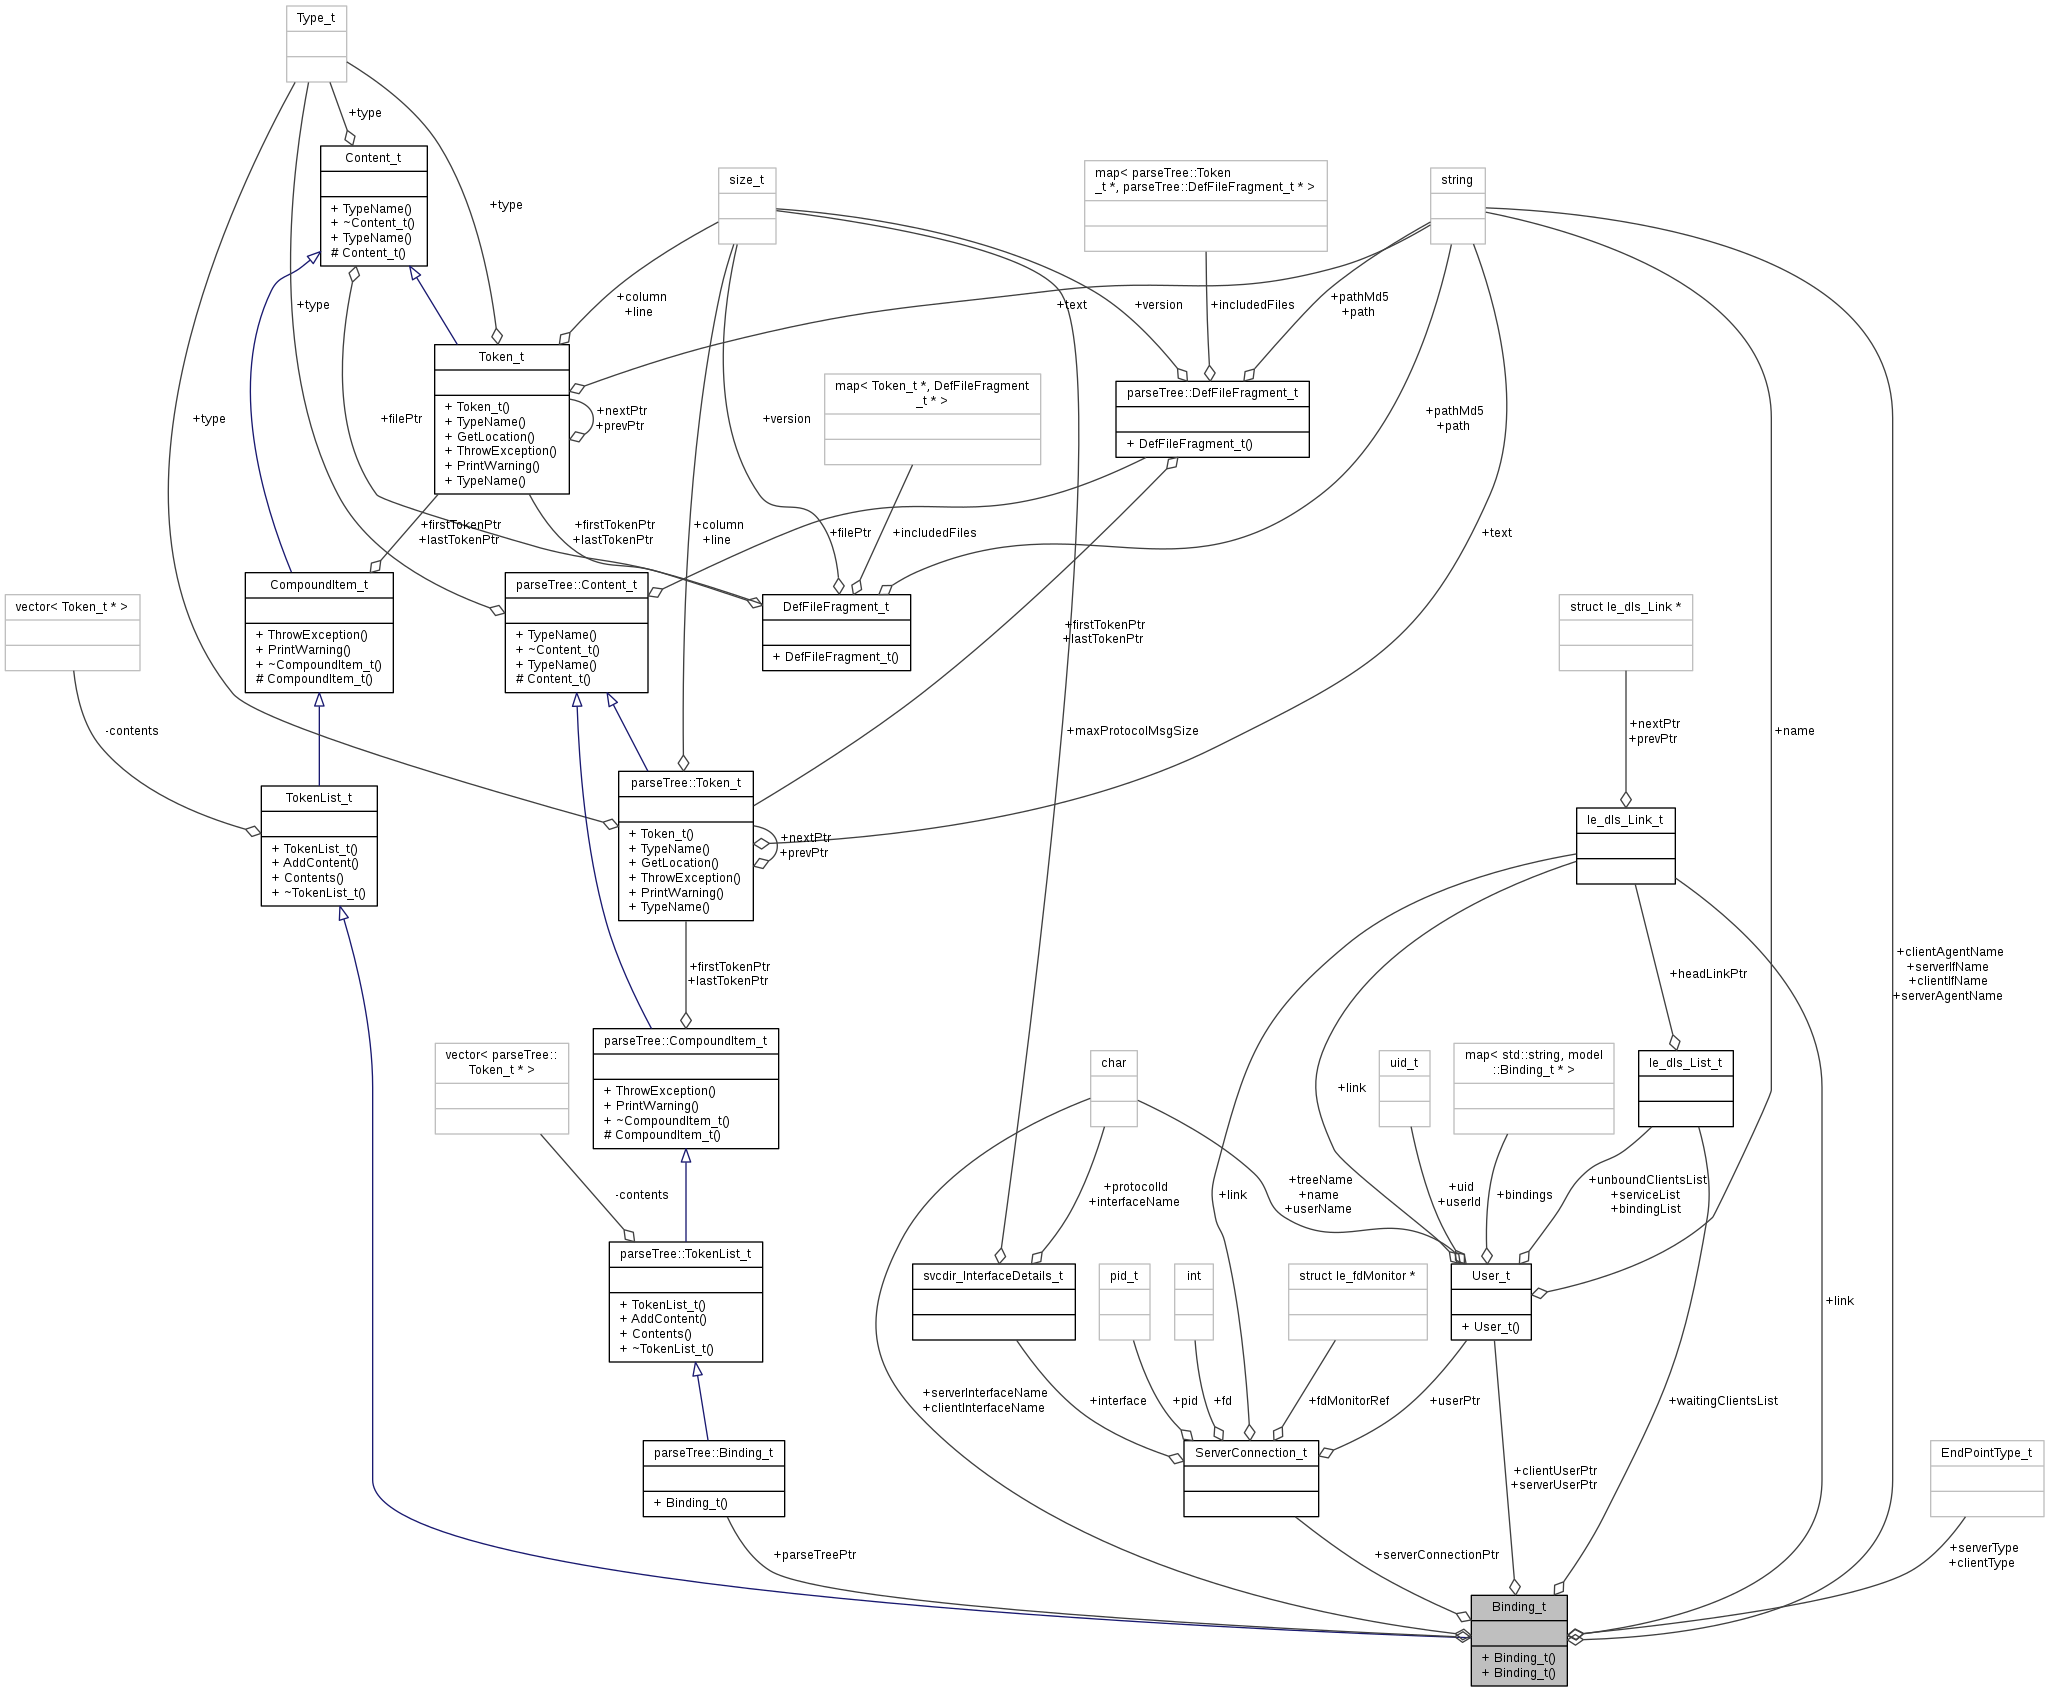 Type_t
+type
Content_t
+ TypeName()
+ ~Content_t()
+ TypeName()
# Content_t()
size_t
map< parseTree::Token
_t *, parseTree::DefFileFragment_t * >
string
+type
+type
+column
+line
+text
+version
+includedFiles
+pathMd5
+path
Token_t
+ Token_t()
+ TypeName()
+ GetLocation()
+ ThrowException()
+ PrintWarning()
+ TypeName()
+nextPtr
+prevPtr
map< Token_t *, DefFileFragment
_t * >
parseTree::DefFileFragment_t
+ DefFileFragment_t()
+type
+filePtr
+version
+pathMd5
+path
+firstTokenPtr
+lastTokenPtr
+firstTokenPtr
+lastTokenPtr
+column
+line
+filePtr
+includedFiles
+text
vector< Token_t * >
CompoundItem_t
+ ThrowException()
+ PrintWarning()
+ ~CompoundItem_t()
# CompoundItem_t()
parseTree::Content_t
+ TypeName()
+ ~Content_t()
+ TypeName()
# Content_t()
DefFileFragment_t
+ DefFileFragment_t()
+firstTokenPtr
+lastTokenPtr
struct le_dls_Link *
-contents
+maxProtocolMsgSize
+nextPtr
+prevPtr
+name
TokenList_t
+ TokenList_t()
+ AddContent()
+ Contents()
+ ~TokenList_t()
parseTree::Token_t
+ Token_t()
+ TypeName()
+ GetLocation()
+ ThrowException()
+ PrintWarning()
+ TypeName()
+nextPtr
+prevPtr
le_dls_Link_t
+firstTokenPtr
+lastTokenPtr
+headLinkPtr
+clientAgentName
+serverIfName
+clientIfName
+serverAgentName
vector< parseTree::
Token_t * >
parseTree::CompoundItem_t
+ ThrowException()
+ PrintWarning()
+ ~CompoundItem_t()
# CompoundItem_t()
char
+link
uid_t
map< std::string, model
::Binding_t * >
le_dls_List_t
-contents
+protocolId
+interfaceName
+link
+treeName
+name
+userName
+uid
+userId
+bindings
+unboundClientsList
+serviceList
+bindingList
parseTree::TokenList_t
+ TokenList_t()
+ AddContent()
+ Contents()
+ ~TokenList_t()
svcdir_InterfaceDetails_t
pid_t
int
struct le_fdMonitor *
User_t
+ User_t()
+link
+serverInterfaceName
+clientInterfaceName
+interface
+pid
+fd
+fdMonitorRef
+userPtr
+waitingClientsList
parseTree::Binding_t
+ Binding_t()
ServerConnection_t
+clientUserPtr
+serverUserPtr
EndPointType_t
+parseTreePtr
+serverConnectionPtr
+serverType
+clientType
Binding_t
+ Binding_t()
+ Binding_t()